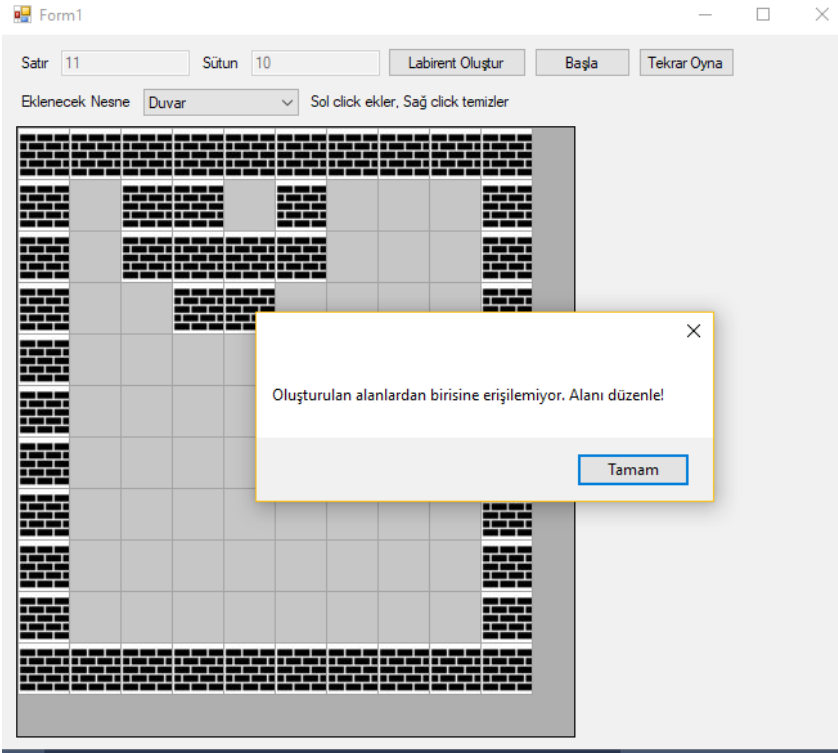 Form1
Satır 11 Sütun 10 Labirent Oluştur Başla Tekrar Oyna
Eklenecek Nesne Duvar Sol click ekler, Sağ click temizler
Oluşturulan alanlardan birisine erişilemiyor. Alanı düzenle!
Tamam